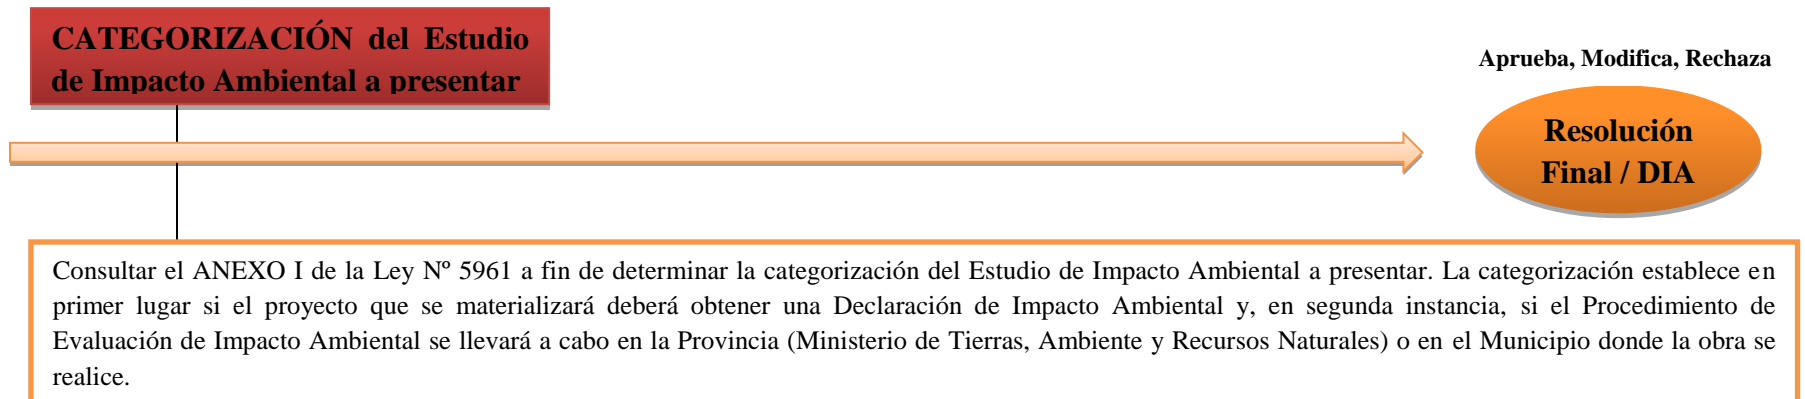 CATEGORIZACIÓN del Estudio
de Impacto Ambiental a presentar
Aprueba, Modifica, Rechaza
Resolución
Final / DIA
Consultar el ANEXO I de la Ley Nº 5961 a fin de determinar la categorización del Estudio de Impacto Ambiental a presentar. La categorización establece en
primer lugar si el proyecto que se materializará deberá obtener una Declaración de Impacto Ambiental y, en segunda instancia, si el Procedimiento de
Evaluación de Impacto Ambiental se llevará a cabo en la Provincia (Ministerio de Tierras, Ambiente y Recursos Naturales) o en el Municipio donde la obra se
realice.